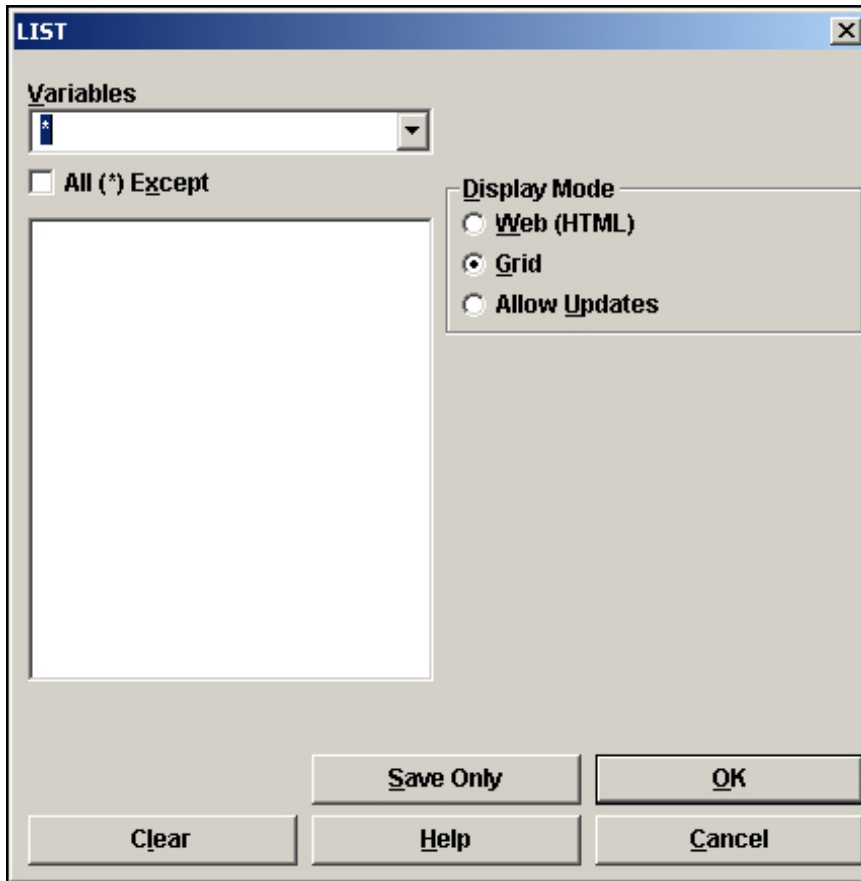 LIST
Variables
*
All (*) Except
Display Mode
Web (HTML)
Grid
Allow Updates
Save Only
OK
Clear
Help
Cancel